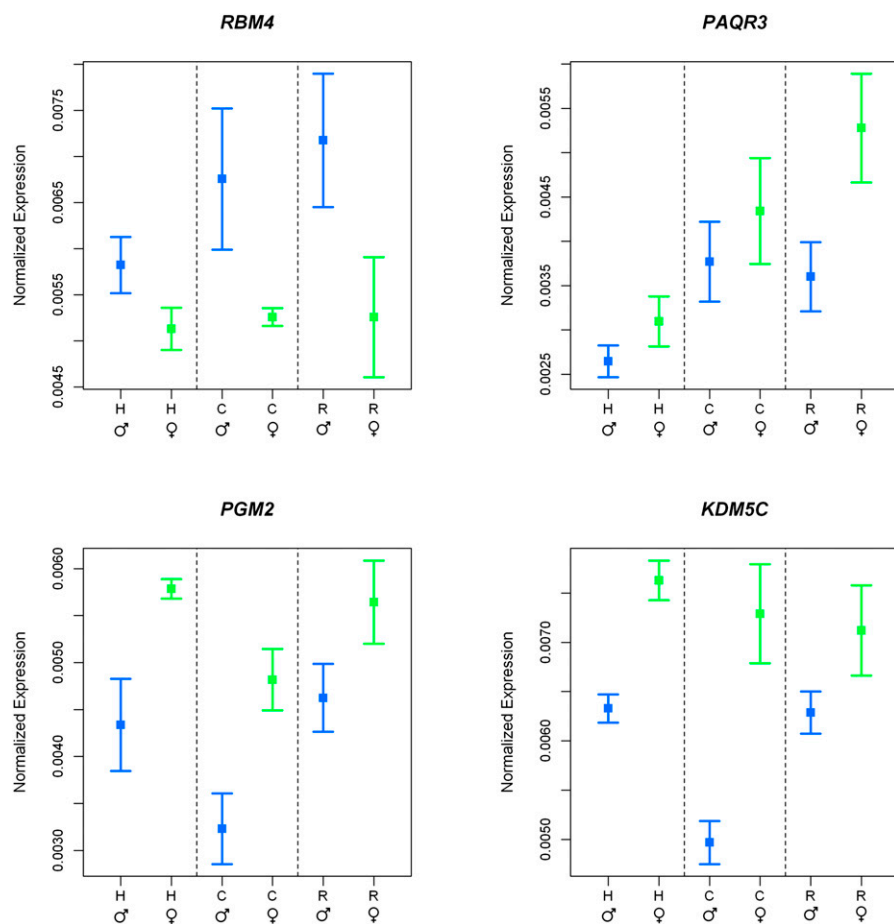 RBM4
PAQR3
Normalized Expression
0.0045 0.0055 0.0065 0.0075
H H C C R R
♂ ♀ ♂ ♀ ♂ ♀
Normalized Expression
0.0025 0.0035 0.0045 0.0055
H H C C R R
♂ ♀ ♂ ♀ ♂ ♀
PGM2
KDM5C
Normalized Expression
0.0030 0.0040 0.0050 0.0060
H H C C R R
♂ ♀ ♂ ♀ ♂ ♀
Normalized Expression
0.0050 0.0060 0.0070
H H C C R R
♂ ♀ ♂ ♀ ♂ ♀